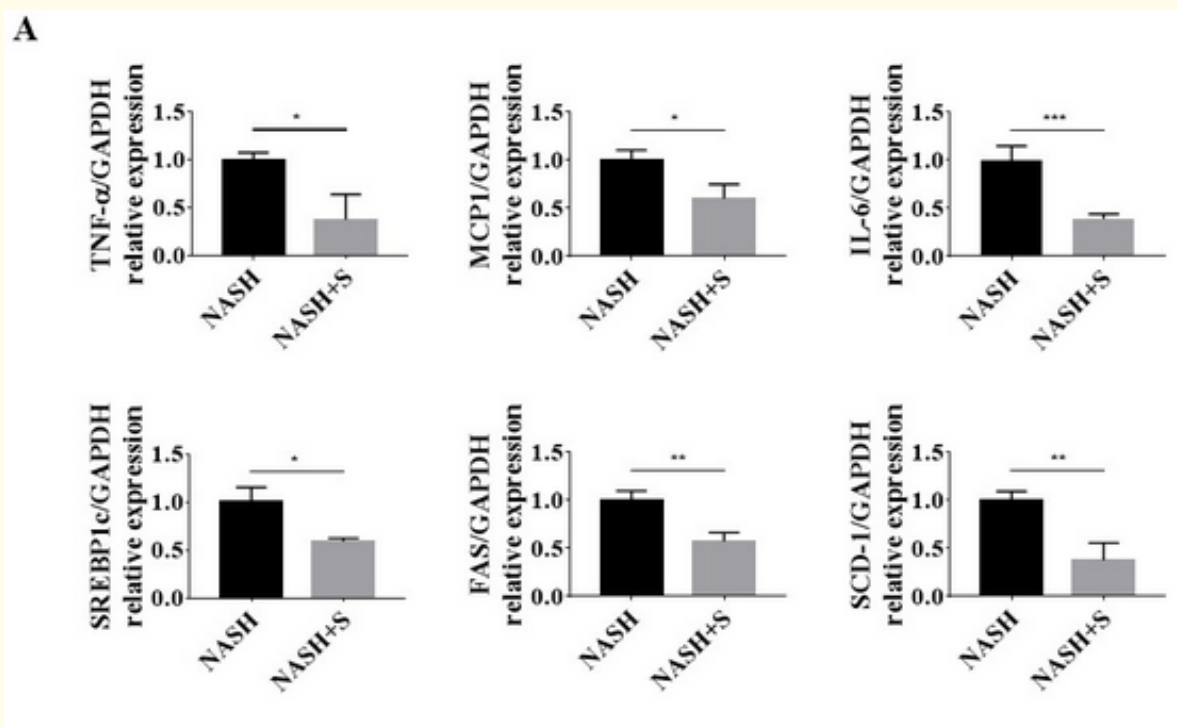 A
TNF-α/GAPDH
relative expression
1.5
1.0
0.5
0.0
*
NASH
NASH+S
MCP1/GAPDH
relative expression
1.5
1.0
0.5
0.0
*
NASH
NASH+S
IL-6/GAPDH
relative expression
1.5
1.0
0.5
0.0
***
NASH
NASH+S
SREBP1c/GAPDH
relative expression
1.5
1.0
0.5
0.0
*
NASH
NASH+S
FAS/GAPDH
relative expression
1.5
1.0
0.5
0.0
**
NASH
NASH+S
SCD-1/GAPDH
relative expression
1.5
1.0
0.5
0.0
**
NASH
NASH+S